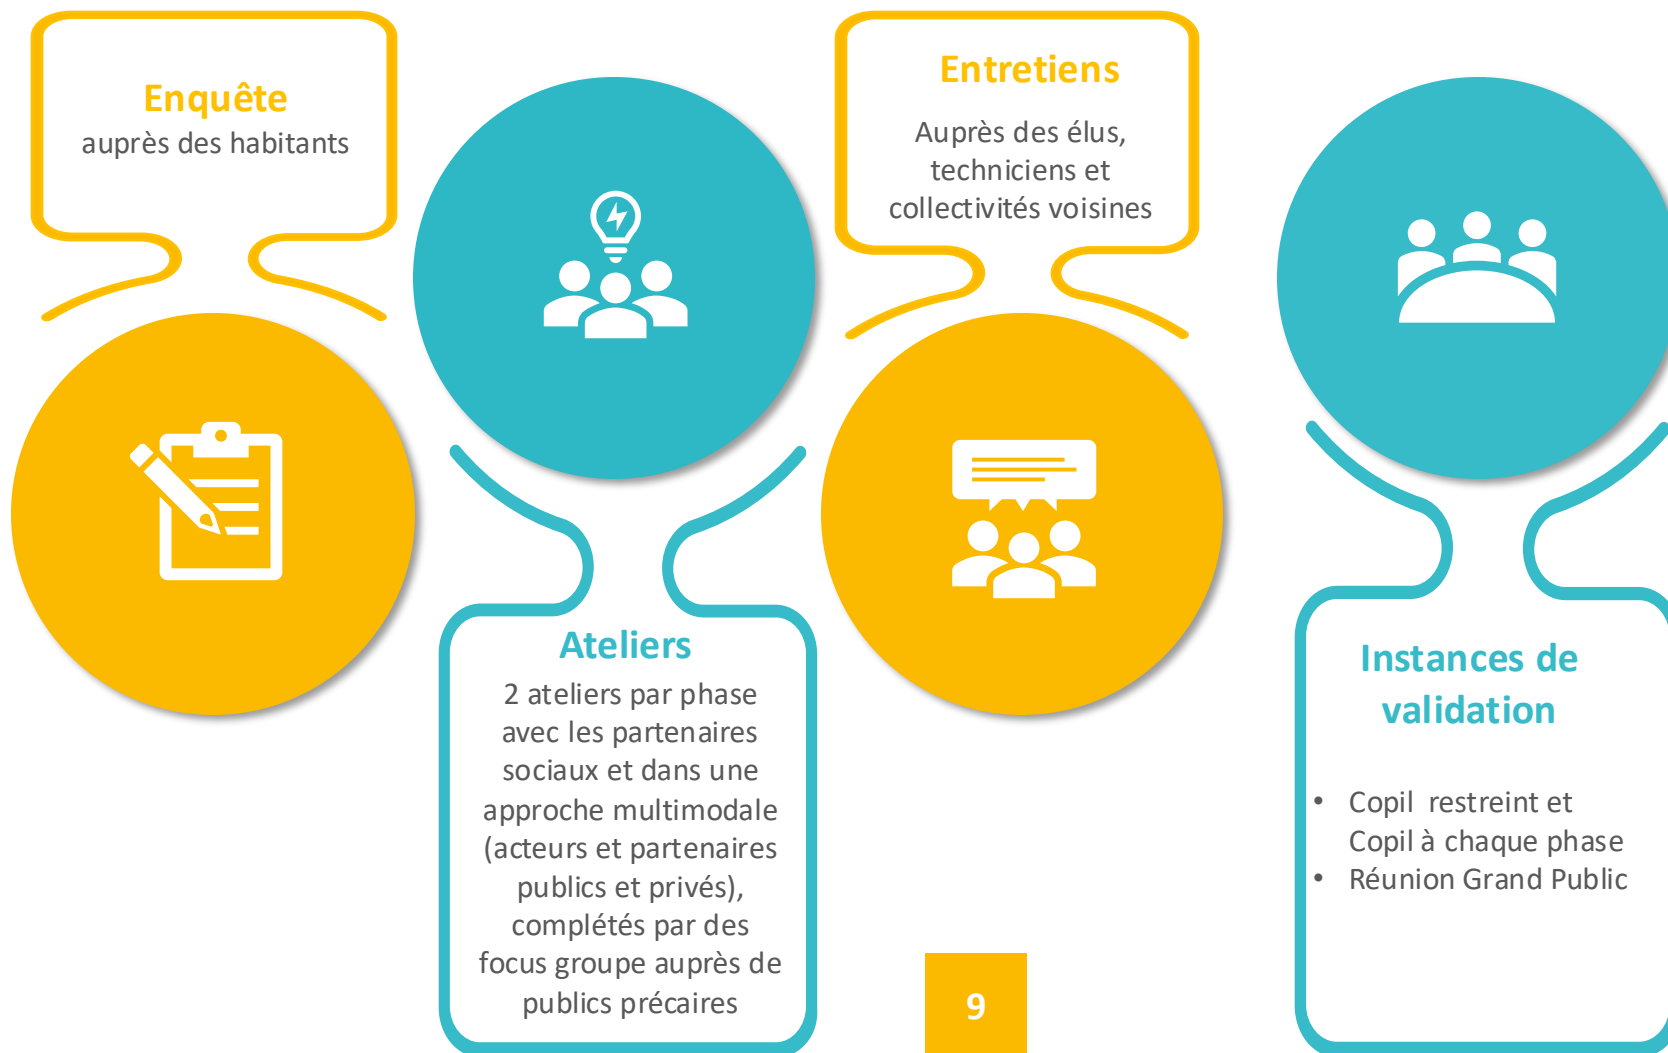 Enquête
auprès des habitants
Ateliers
2 ateliers par phase
avec les partenaires
sociaux et dans une
approche multimodale
(acteurs et partenaires
publics et privés),
complétés par des
focus groupe auprès de
publics précaires
Entretiens
Auprès des élus,
techniciens et
collectivités voisines
Instances de
validation
• Copil restreint et
Copil à chaque phase
• Réunion Grand Public
9